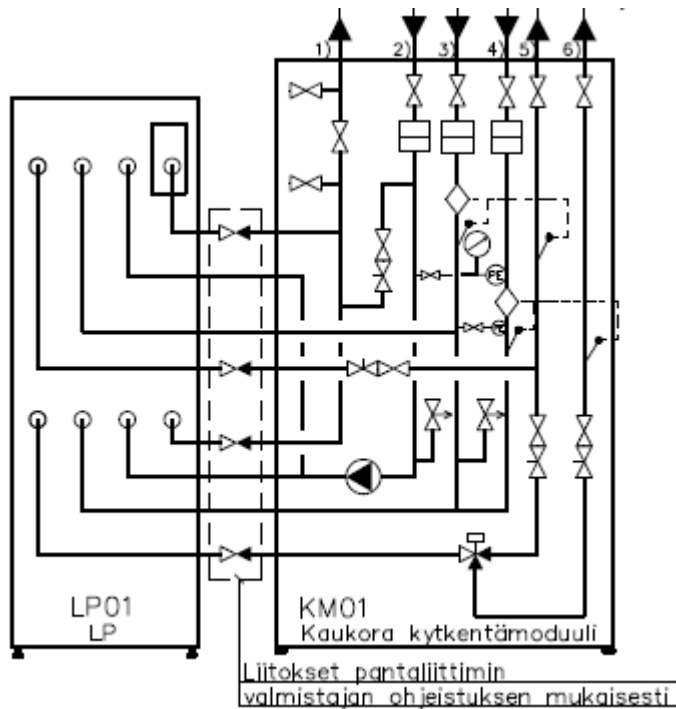 1) 2) 3) 4) 5) 6)
PE
LP01
LP
KM01
Kaukora kytkentämoduuli
Liitokset pantaliittimin
valmistajan ohjeistuksen mukaisesti